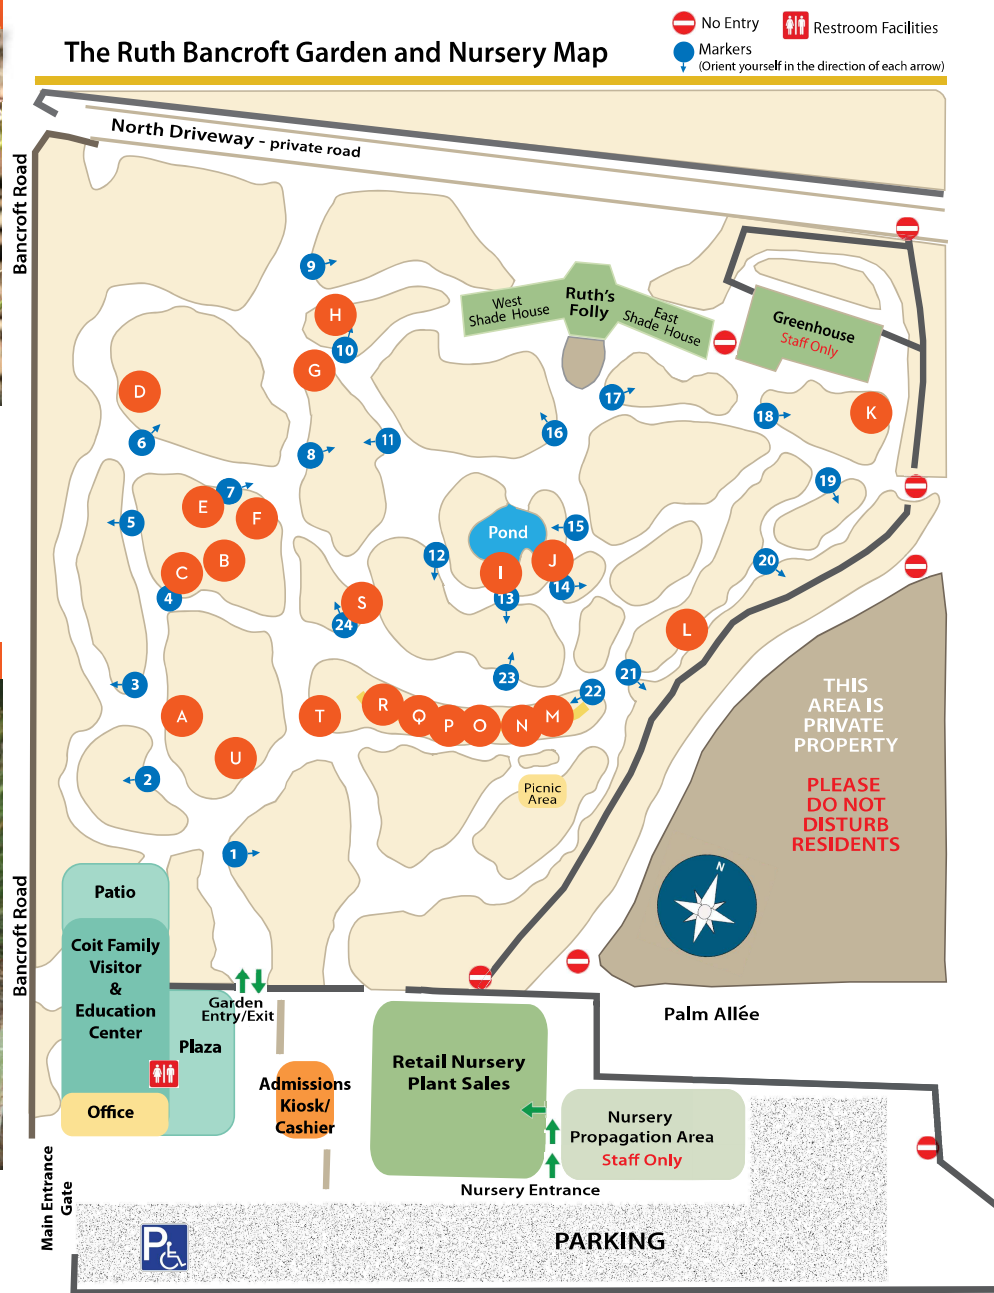 The Ruth Bancroft Garden and Nursery Map
No Entry
Restroom Facilities
Markers
(Orient yourself in the direction of each arrow)
North Driveway - private road
Bancroft Road
9
H
10
G
West
Shade House
Ruth's
Folly
East
Shade House
Greenhouse
Staff Only
D
6
17
18
K
16
11
8
7
E
F
5
19
15
Pond
12
B
C
4
I
J
14
13
20
S
24
L
3
23
21
22
A
T
R
Q
P
O
N
M
U
2
Picnic
Area
1
THIS
AREA IS
PRIVATE
PROPERTY
PLEASE
DO NOT
DISTURB
RESIDENTS
N
Bancroft Road
Patio
Coit Family
Visitor
&
Education
Center
Plaza
Office
Garden
Entry/Exit
Admissions
Kiosk/
Cashier
Retail Nursery
Plant Sales
Palm Allée
Nursery
Propagation Area
Staff Only
Nursery Entrance
Main Entrance
Gate
P
PARKING